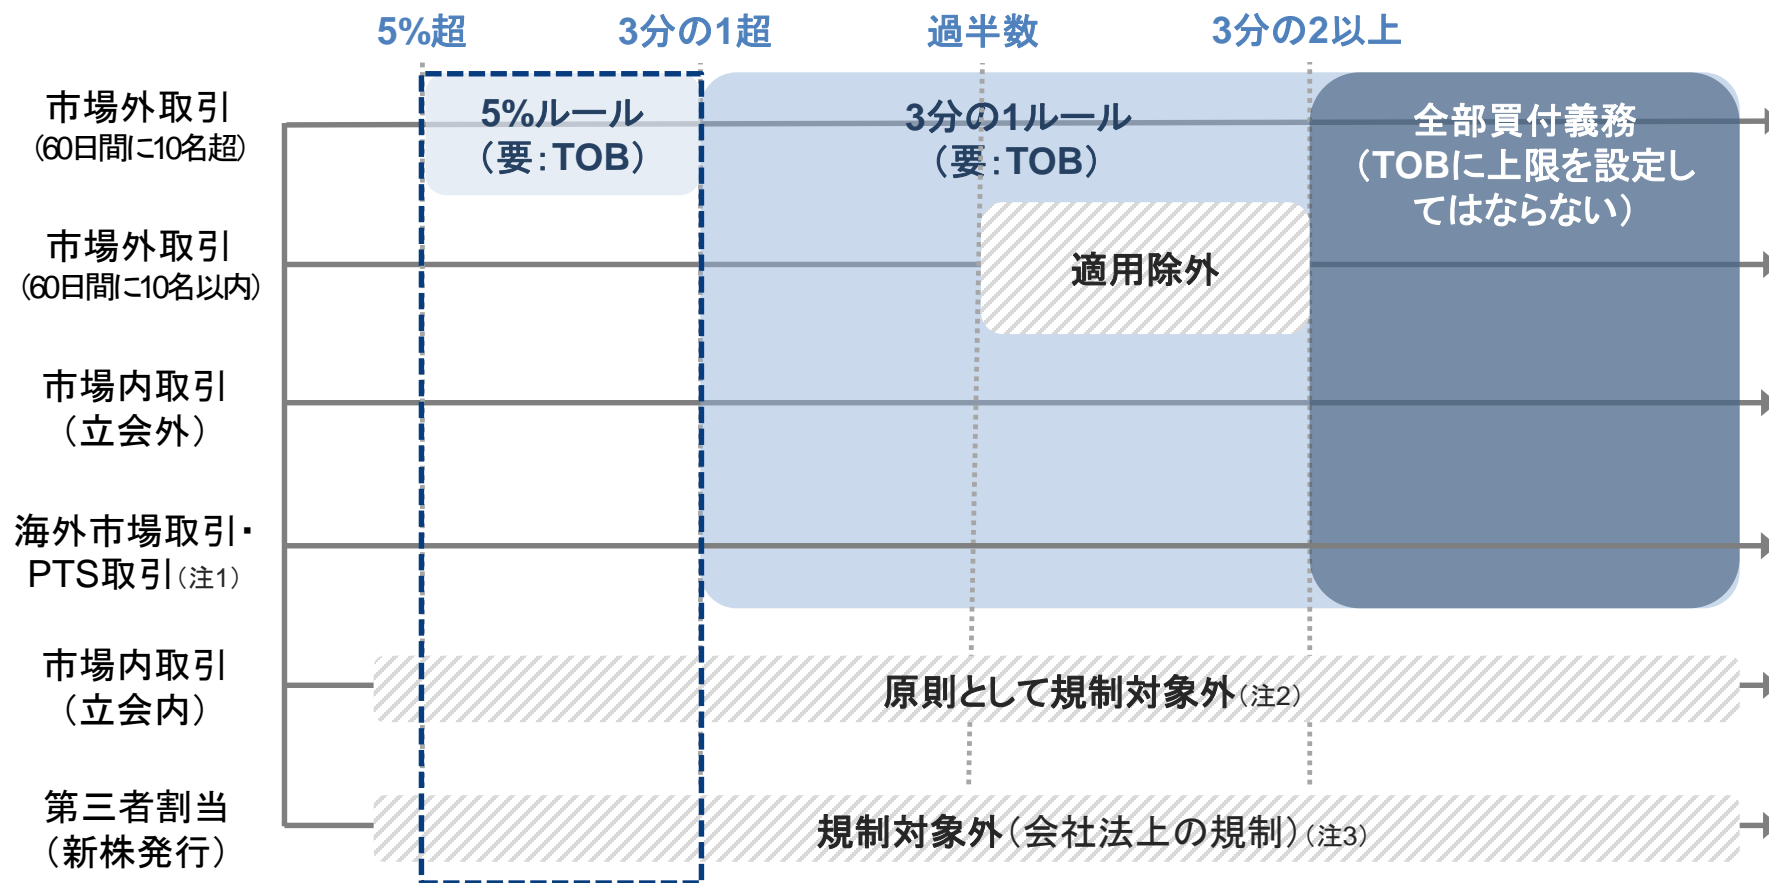 5%超
3分の1超
過半数
3分の2以上
市場外取引
（60日間に10名超）
5%ルール
（要：TOB）
3分の1ルール
（要：TOB）
全部買付義務
（TOBに上限を設定し
てはならない）
市場外取引
（60日間に10名以内）
適用除外
市場内取引
（立会外）
海外市場取引・
PTS取引（注1）
市場内取引
（立会内）
原則として規制対象外（注2）
第三者割当
（新株発行）
規制対象外（会社法上の規制）（注3）